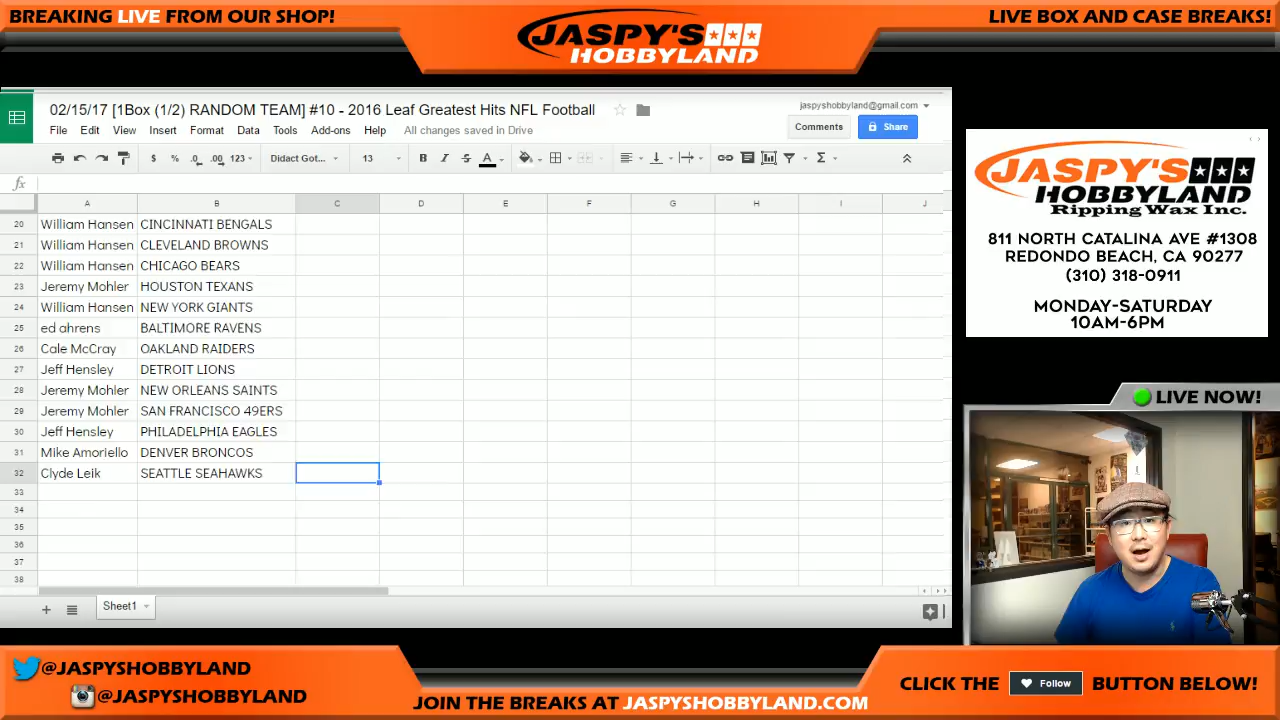 BREAKING LIVE FROM OUR SHOP!
JASPY'S
HOBBYLAND
LIVE BOX AND CASE BREAKS!
02/15/17 [1Box (1/2) RANDOM TEAM] #10 - 2016 Leaf Greatest Hits NFL Football
jaspyshobbyland@gmail.com
File Edit View Insert Format Data Tools Add-ons Help All changes saved in Drive
Comments
Share
$ % .0 .00 123 Didact Got... 13 B I S A Σ
fx
A B C D E F G H I J
20 William Hansen CINCINNATI BENGALS
21 William Hansen CLEVELAND BROWNS
22 William Hansen CHICAGO BEARS
23 Jeremy Mohler HOUSTON TEXANS
24 William Hansen NEW YORK GIANTS
25 ed ahrens BALTIMORE RAVENS
26 Cale McCray OAKLAND RAIDERS
27 Jeff Hensley DETROIT LIONS
28 Jeremy Mohler NEW ORLEANS SAINTS
29 Jeremy Mohler SAN FRANCISCO 49ERS
30 Jeff Hensley PHILADELPHIA EAGLES
31 Mike Amoriello DENVER BRONCOS
32 Clyde Leik SEATTLE SEAHAWKS
33
34
35
36
37
38
Sheet1
JASPY'S
HOBBYLAND
Ripping Wax Inc.
811 NORTH CATALINA AVE #1308
REDONDO BEACH, CA 90277
(310) 318-0911
MONDAY-SATURDAY
10AM-6PM
LIVE NOW!
@JASPYSHOBBYLAND
@JASPYSHOBBYLAND
JOIN THE BREAKS AT JASPYSHOBBYLAND.COM
CLICK THE Follow BUTTON BELOW!